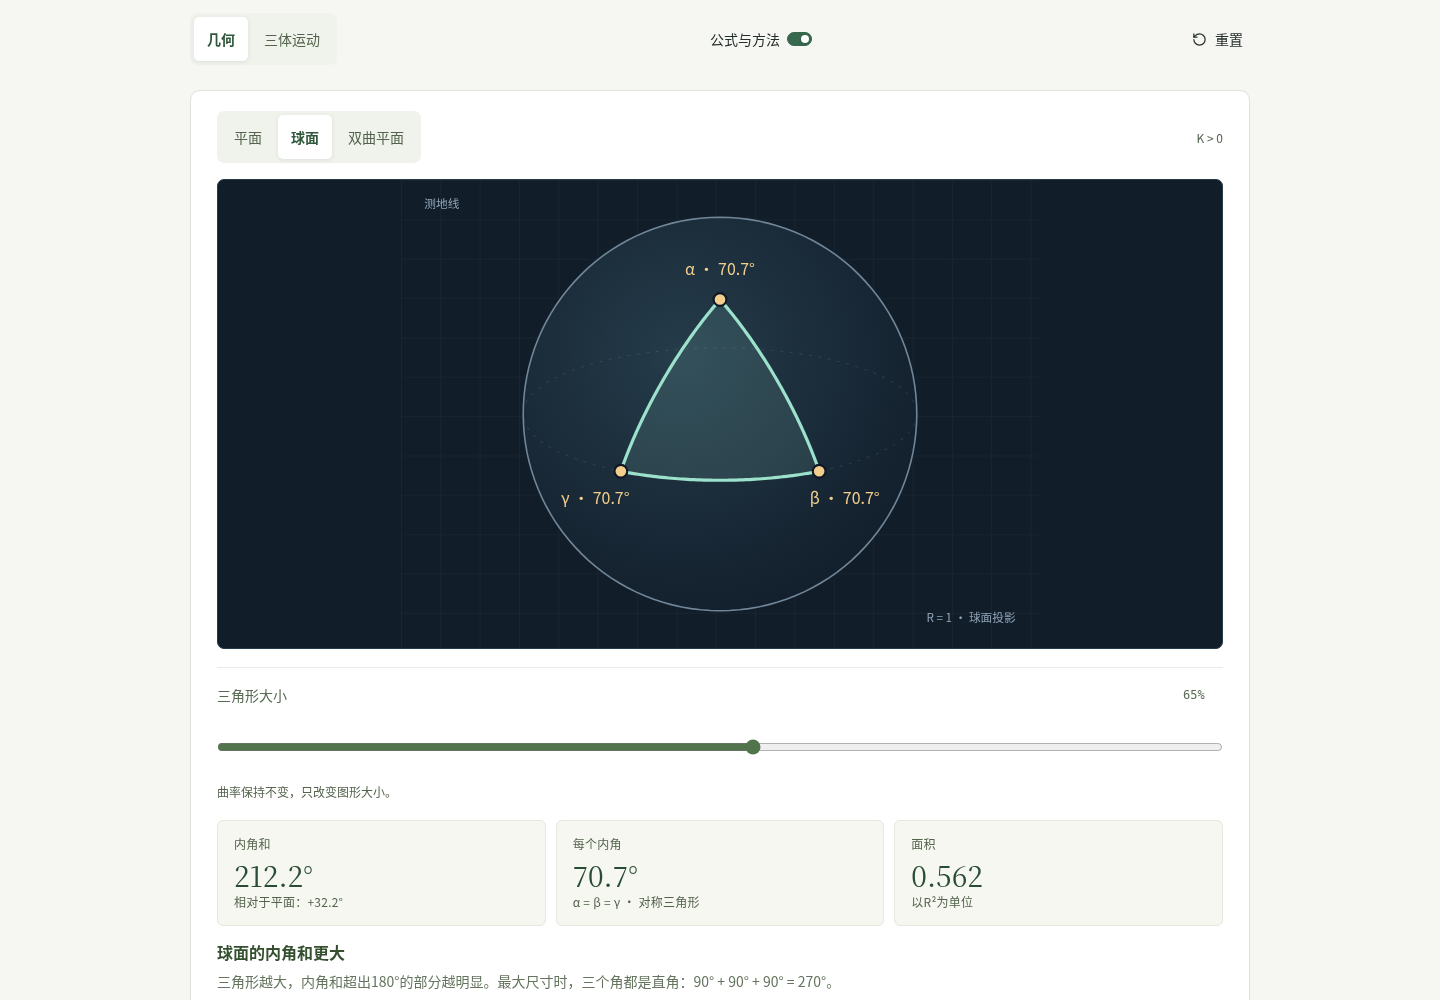 几何
三体运动
公式与方法
重置
平面
球面
双曲平面
K > 0
测地线
α · 70.7°
γ · 70.7°
β · 70.7°
R = 1 · 球面投影
三角形大小
65%
曲率保持不变，只改变图形大小。
内角和
212.2°
相对于平面：+32.2°
每个内角
70.7°
α = β = γ · 对称三角形
面积
0.562
以R²为单位
球面的内角和更大
三角形越大，内角和超出180°的部分越明显。最大尺寸时，三个角都是直角：90° + 90° + 90° = 270°。